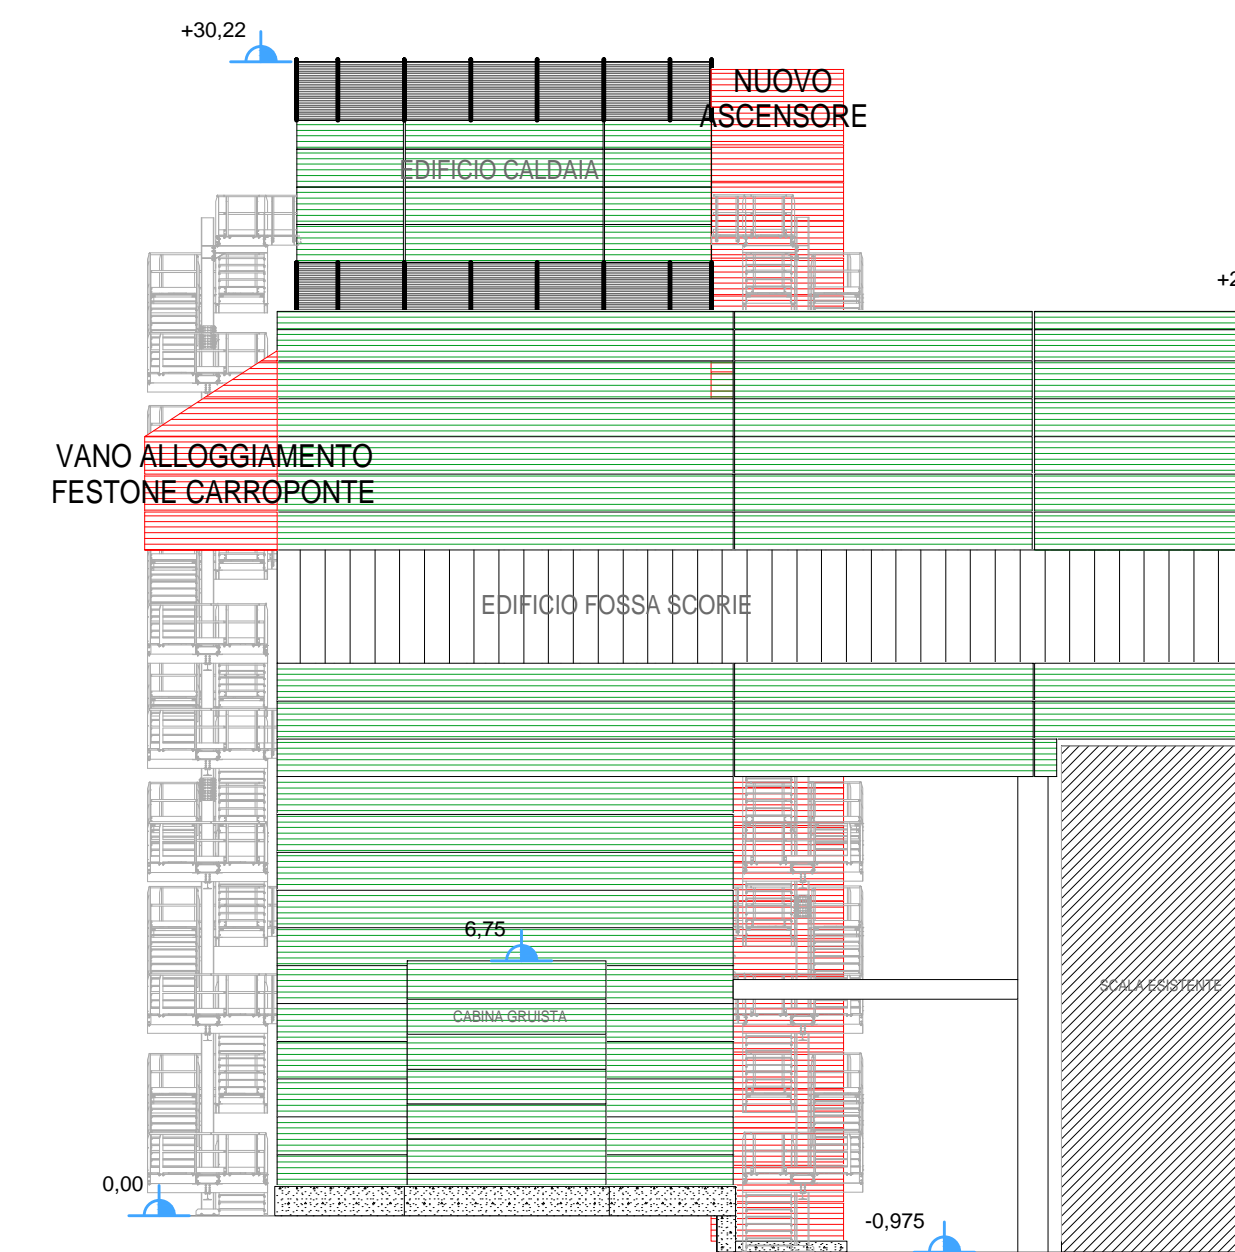 +30,22
NUOVO
ASCENSORE
EDIFICIO CALDAIA
VANO ALLOGGIAMENTO
FESTONE CARROPONTE
EDIFICIO FOSSA SCORIE
6,75
CABINA GRUISTA
SCALA ESISTENTE
0,00
-0,975